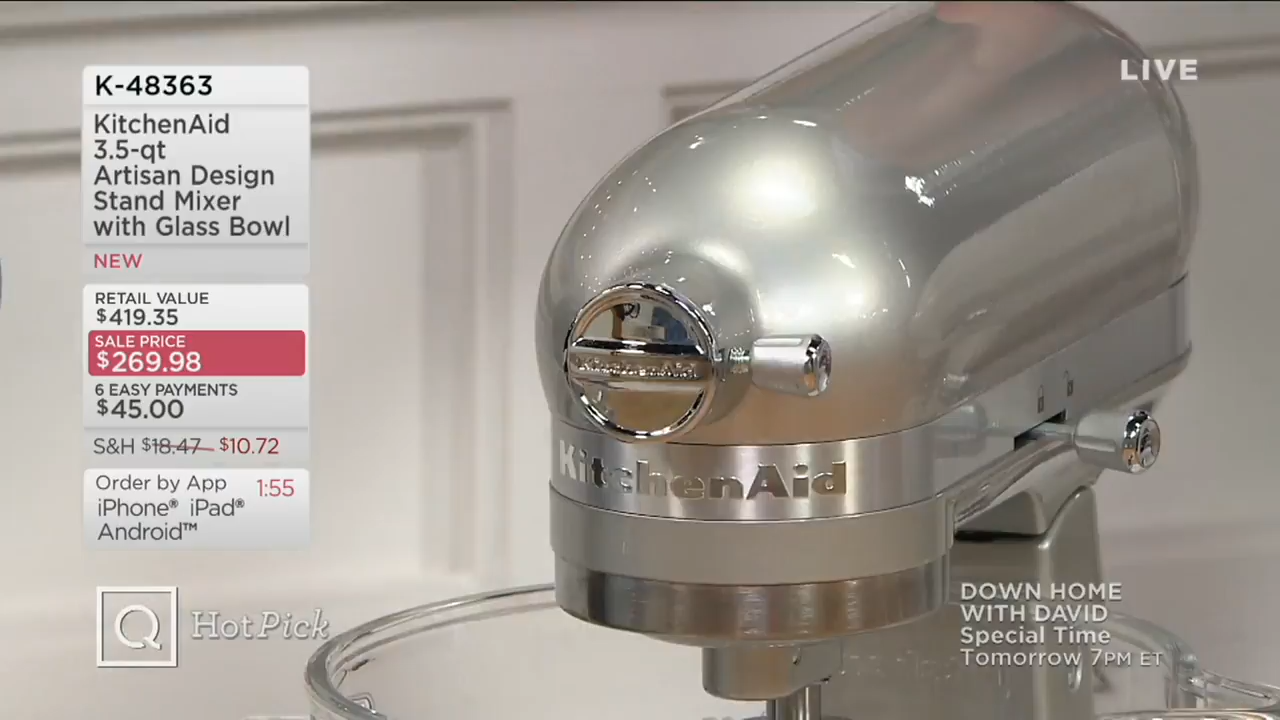 K-48363
KitchenAid
3.5-qt
Artisan Design
Stand Mixer
with Glass Bowl
NEW
RETAIL VALUE
$419.35
SALE PRICE
$269.98
6 EASY PAYMENTS
$45.00
S&H $18.47 $10.72
Order by App 1:55
iPhone® iPad®
Android™
Q Hot Pick
LIVE
KitchenAid
KitchenAid
DOWN HOME
WITH DAVID
Special Time
Tomorrow 7PM ET